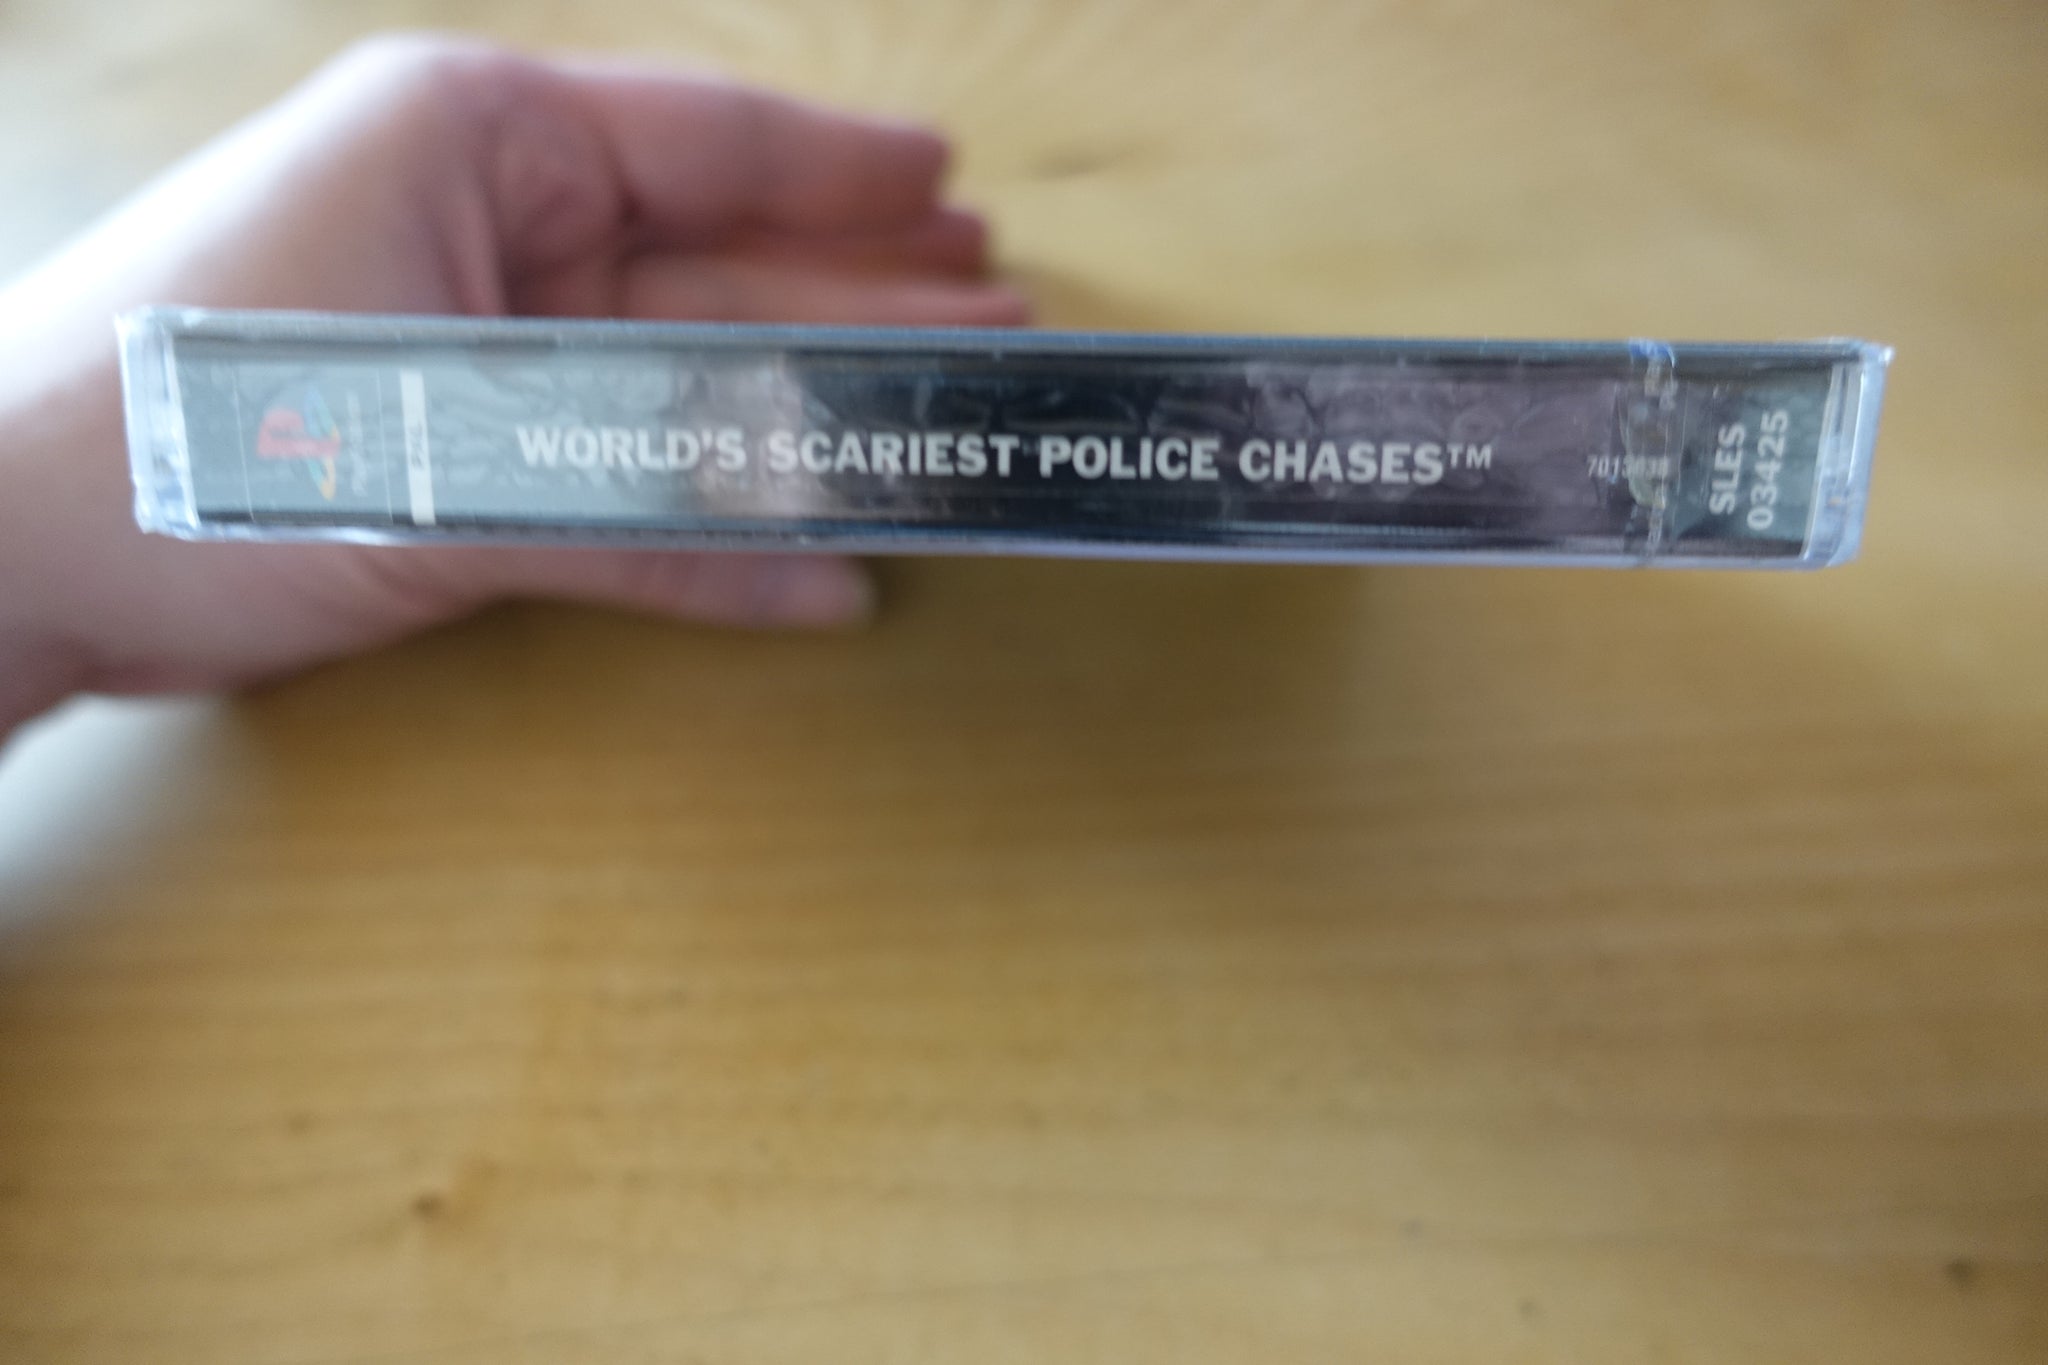 WORLD'S SCARIEST POLICE CHASES™
SLES
03425